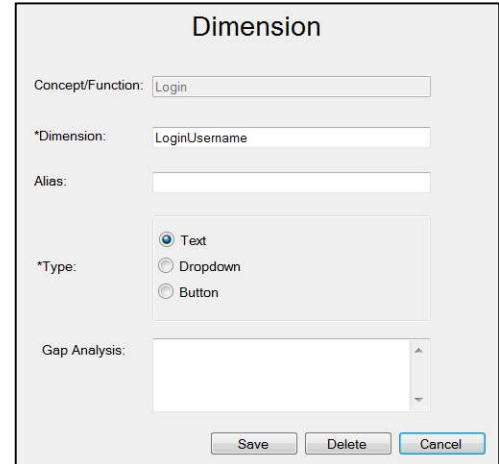 Dimension
Concept/Function: Login
*Dimension: LoginUsername
Alias:
*Type:
Text
Dropdown
Button
Gap Analysis:
Save Delete Cancel